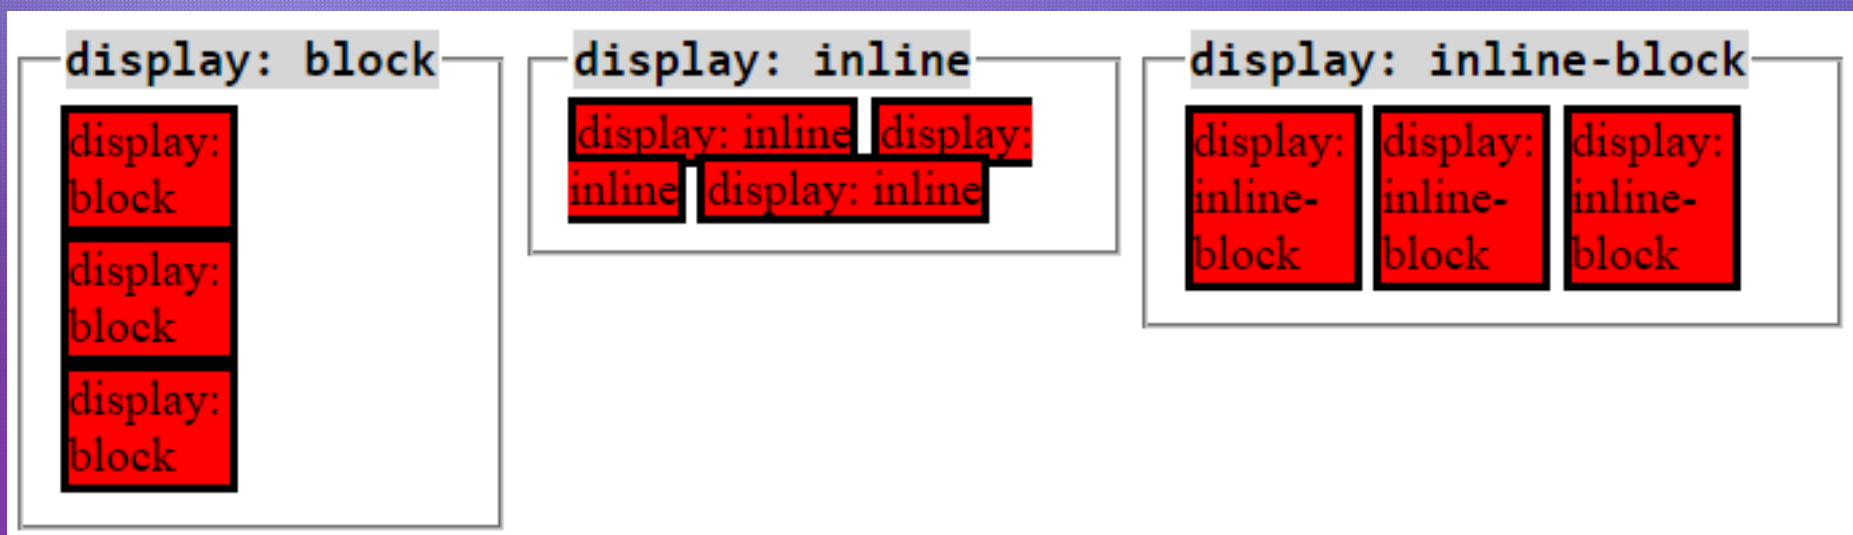 display: block
display:
block
display:
block
display:
block
display: inline
display: inline display:
inline display: inline
display: inline-block
display:
inline-
block
display:
inline-
block
display:
inline-
block